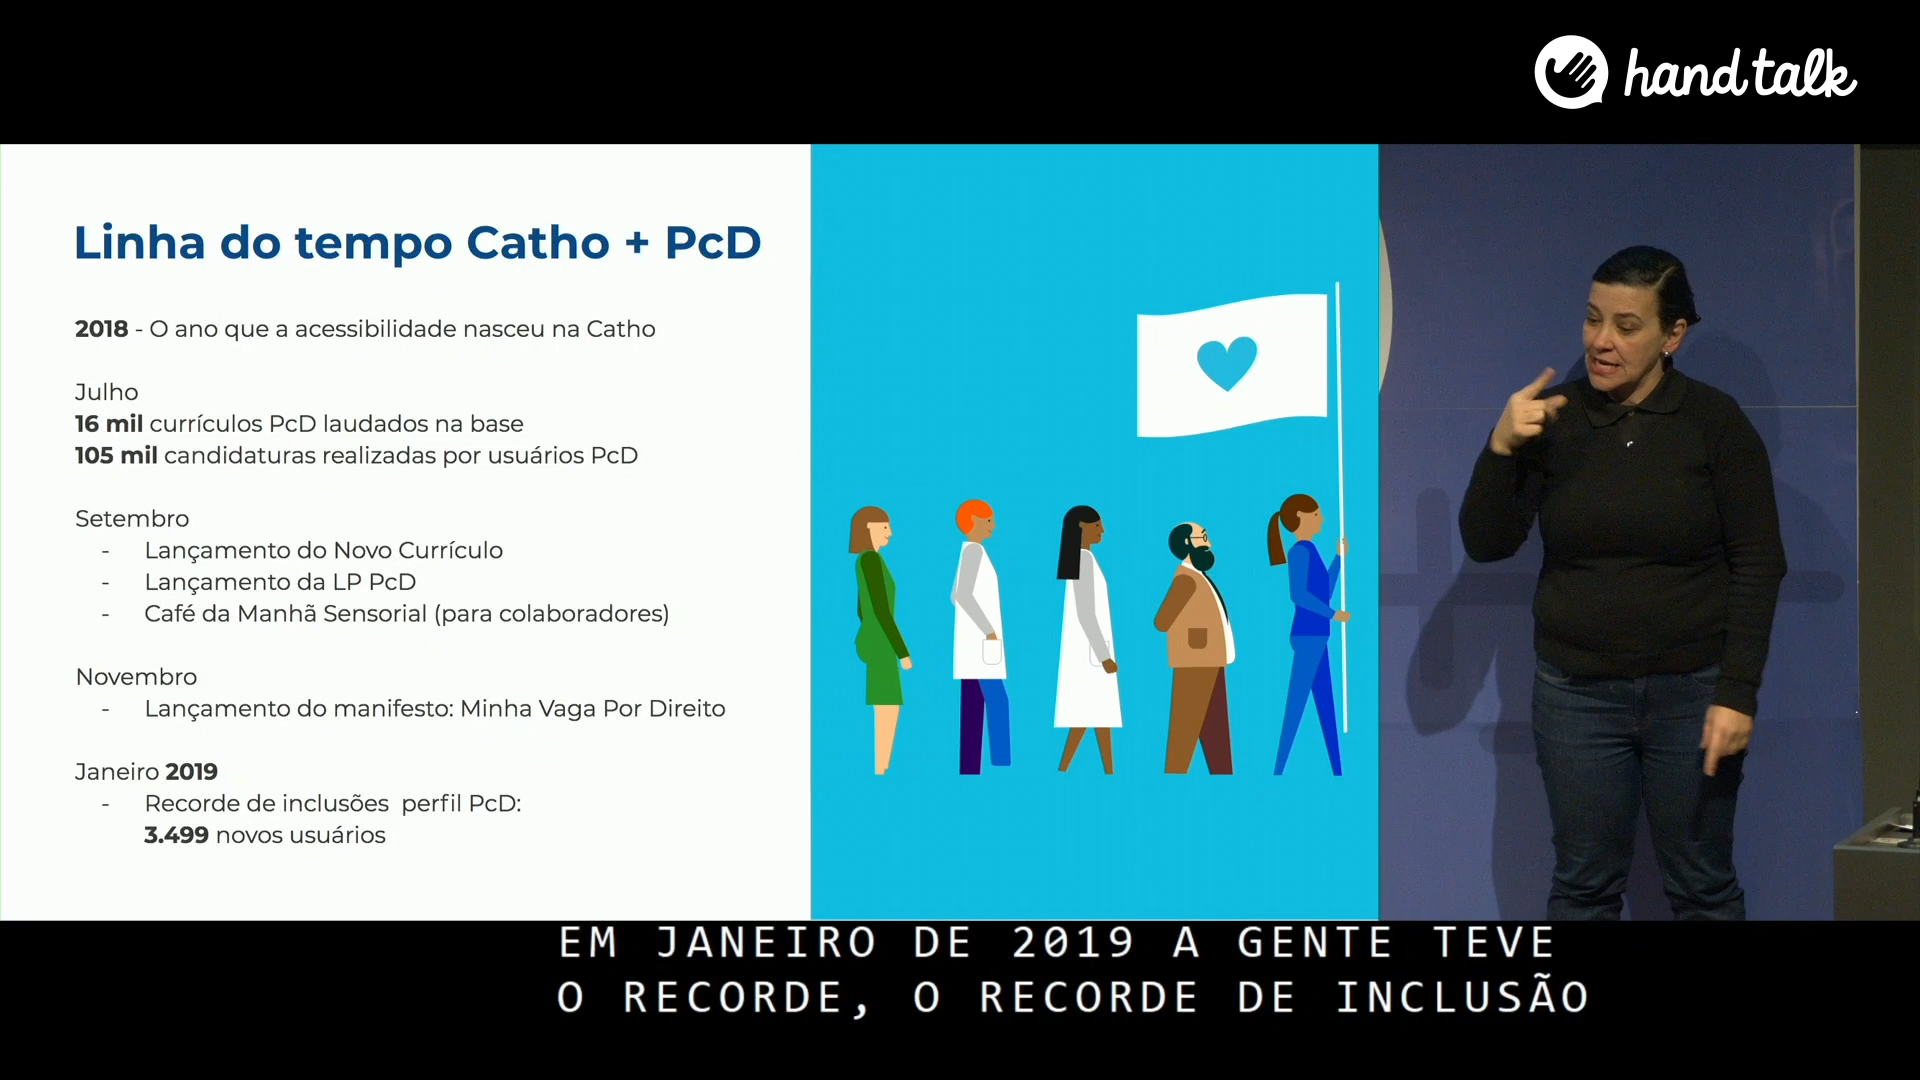 hand talk
Linha do tempo Catho + PcD
2018 - O ano que a acessibilidade nasceu na Catho
Julho
16 mil currículos PcD laudados na base
105 mil candidaturas realizadas por usuários PcD
Setembro
- Lançamento do Novo Currículo
- Lançamento da LP PcD
- Café da Manhã Sensorial (para colaboradores)
Novembro
- Lançamento do manifesto: Minha Vaga Por Direito
Janeiro 2019
- Recorde de inclusões perfil PcD:
3.499 novos usuários
EM JANEIRO DE 2019 A GENTE TEVE
O RECORDE, O RECORDE DE INCLUSÃO